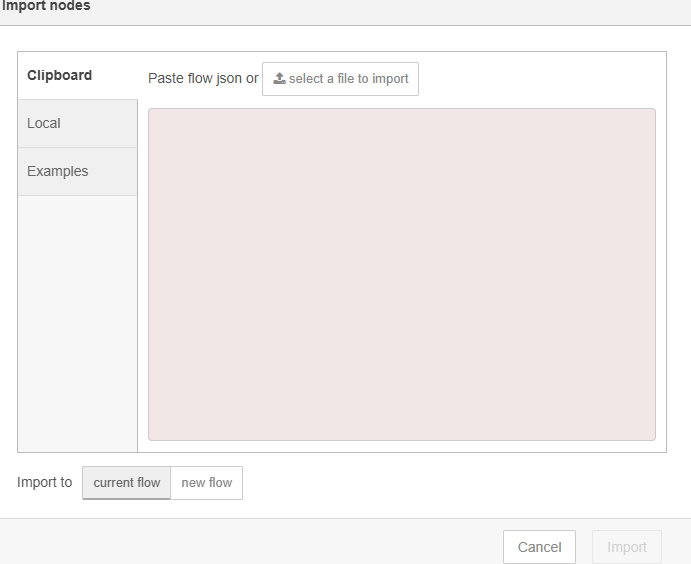 Import nodes
Clipboard
Paste flow json or select a file to import
Local
Examples
Import to current flow new flow
Cancel Import